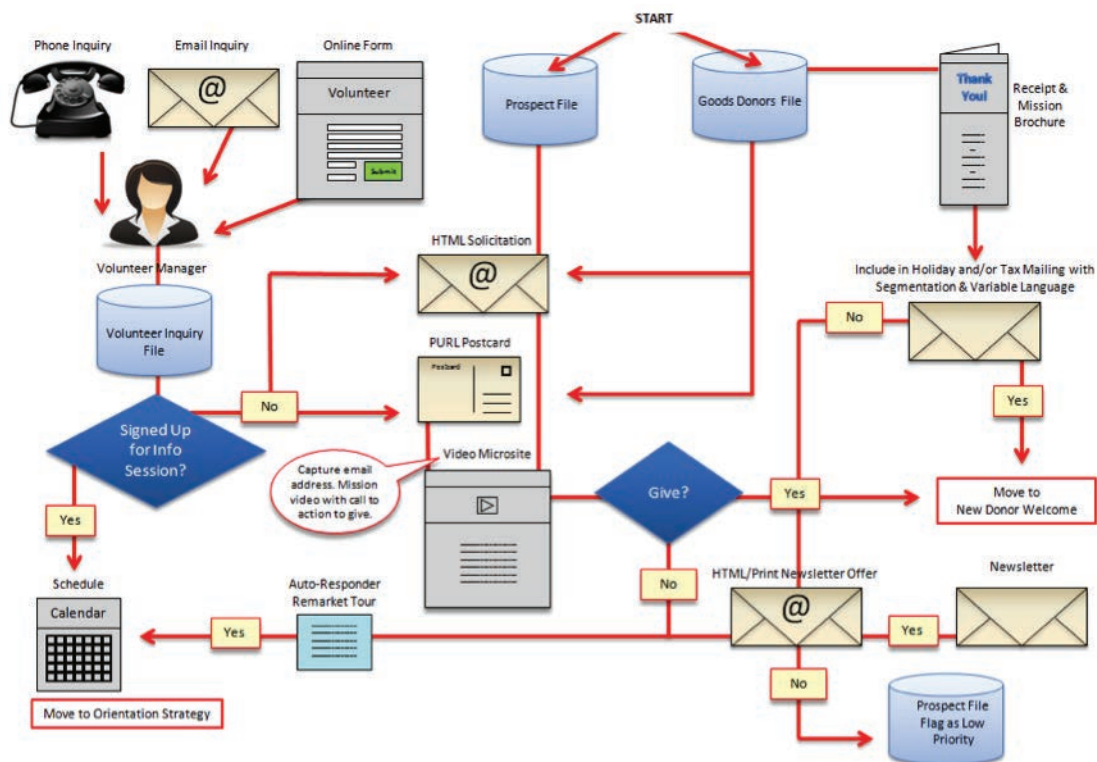 START
Phone Inquiry
Email Inquiry
Online Form
@
Volunteer
Submit
Prospect File
Goods Donors File
Thank
You!
Receipt &
Mission
Brochure
Volunteer Manager
HTML Solicitation
@
Include in Holiday and/or Tax Mailing with
Segmentation & Variable Language
Volunteer Inquiry
File
No
PURL Postcard
Postcard
Yes
No
Signed Up
for Info
Session?
Capture email
address. Mission
video with call to
action to give.
Video Microsite
Give?
Yes
Move to
New Donor Welcome
Yes
No
Schedule
Calendar
Auto-Responder
Remarket Tour
HTML/Print Newsletter Offer
@
Newsletter
Yes
Yes
Move to Orientation Strategy
No
Prospect File
Flag as Low
Priority